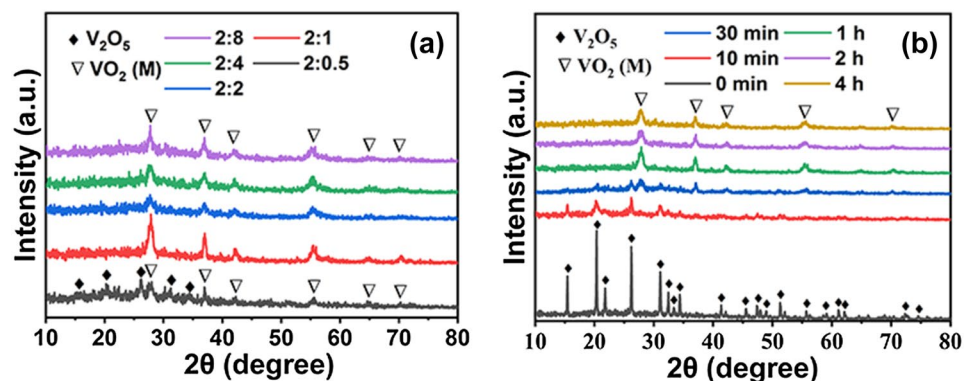 (a)
◆ V₂O₅
▽ VO₂ (M)
2:8
2:1
2:4
2:0.5
2:2
Intensity (a.u.)
10 20 30 40 50 60 70 80
2θ (degree)
(b)
◆ V₂O₅
▽ VO₂ (M)
30 min
1 h
10 min
2 h
0 min
4 h
Intensity (a.u.)
10 20 30 40 50 60 70 80
2θ (degree)